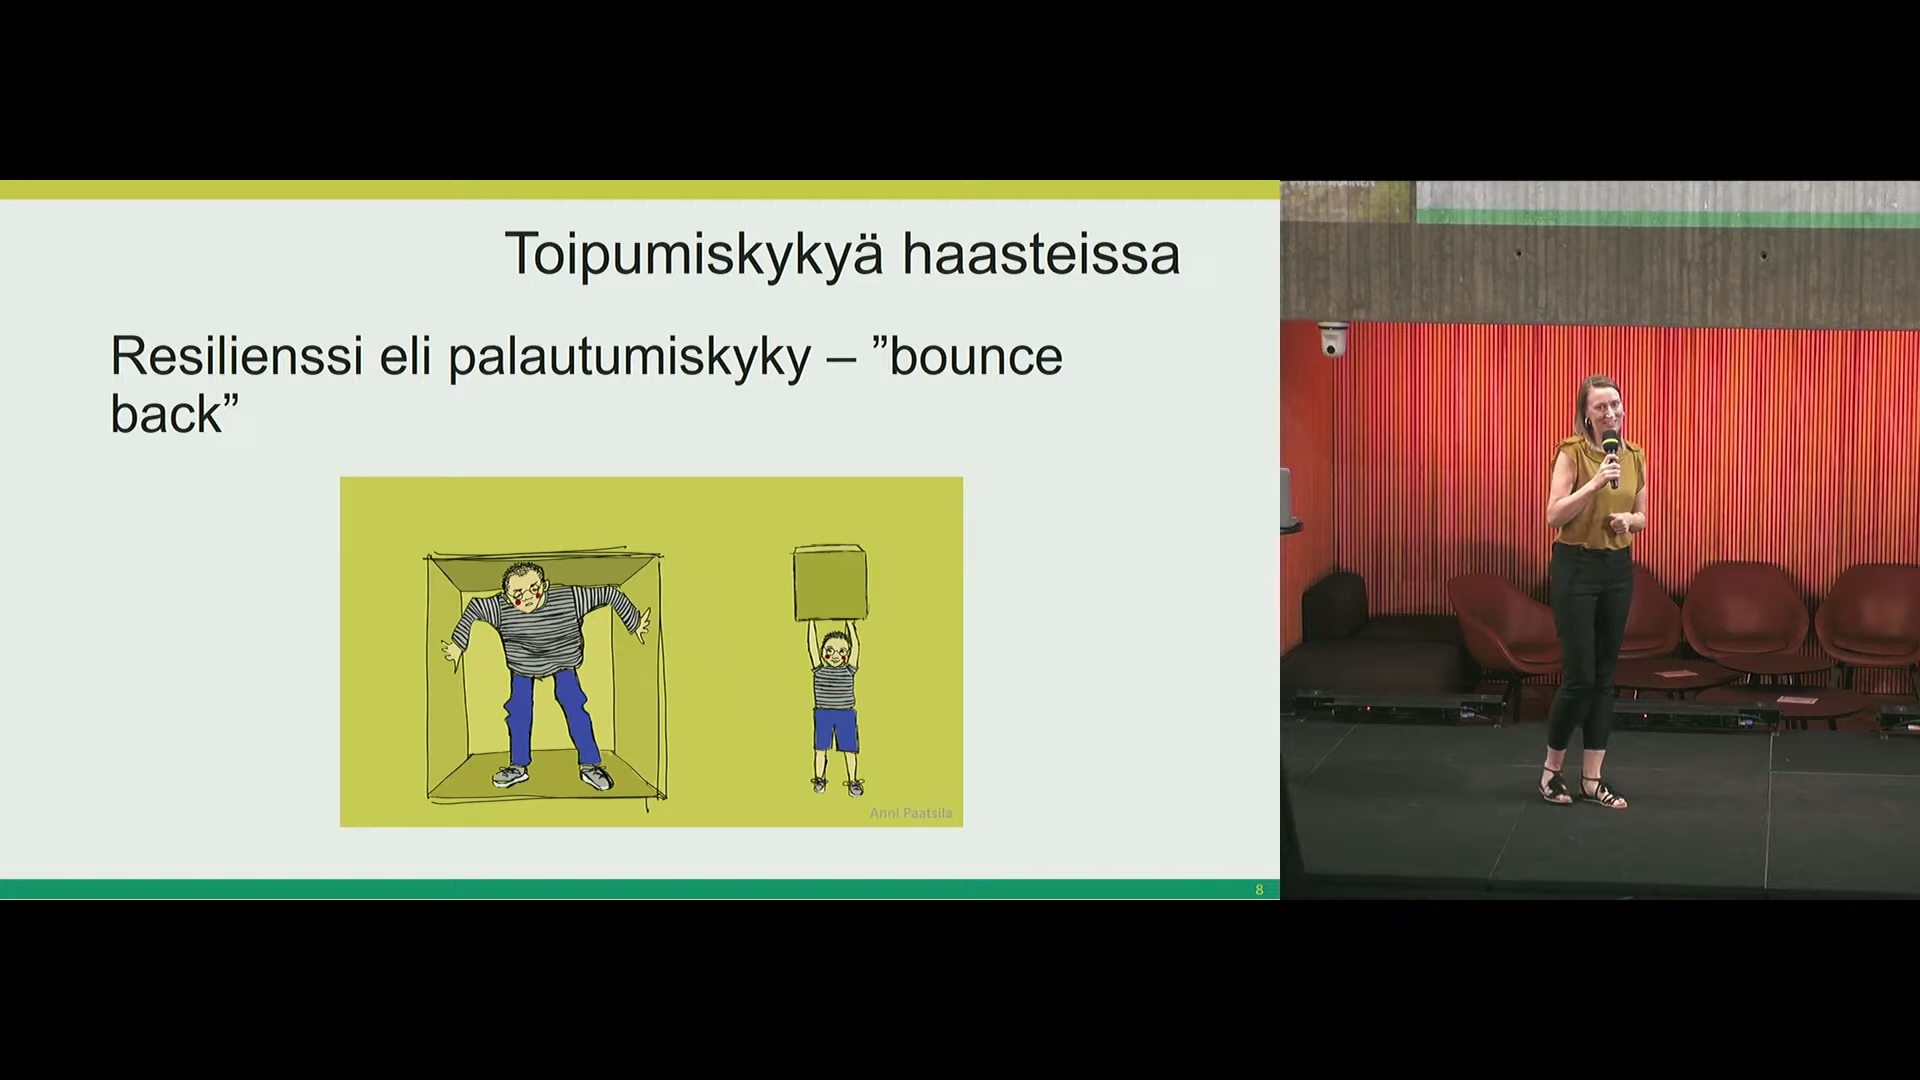 Toipumiskykyä haasteissa
Resilienssi eli palautumiskyky – ”bounce
back”
Anni Paatsila
8